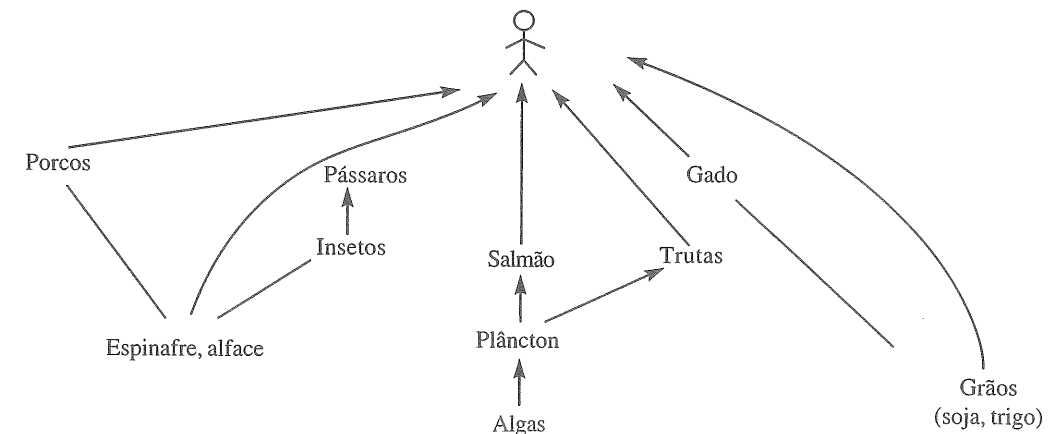 Porcos
Pássaros
Gado
Insetos
Salmão
Trutas
Plâncton
Espinafre, alface
Grãos
(soja, trigo)
Algas